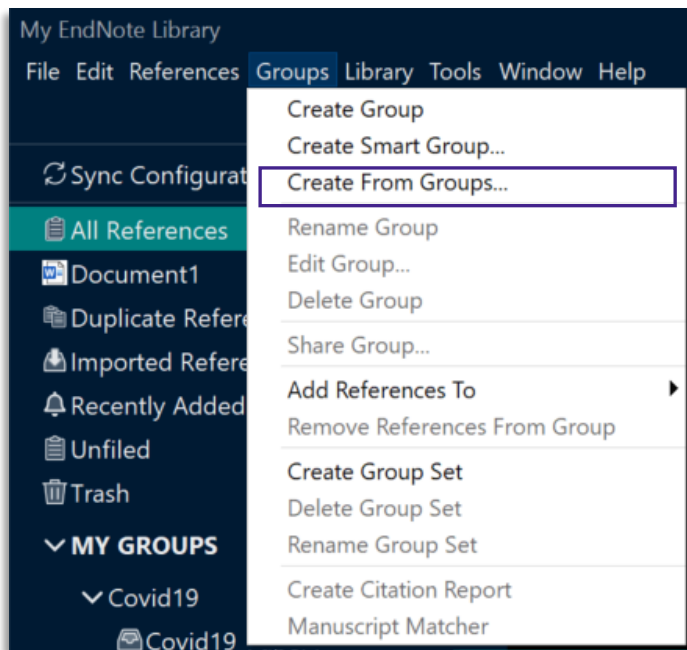 My EndNote Library
File Edit References Groups Library Tools Window Help
Create Group
Create Smart Group...
Create From Groups...
Rename Group
Edit Group...
Delete Group
Share Group...
Add References To
Remove References From Group
Create Group Set
Delete Group Set
Rename Group Set
Create Citation Report
Manuscript Matcher
Sync Configurat
All References
Document1
Duplicate Refere
Imported Refere
Recently Added
Unfiled
Trash
MY GROUPS
Covid19
Covid19